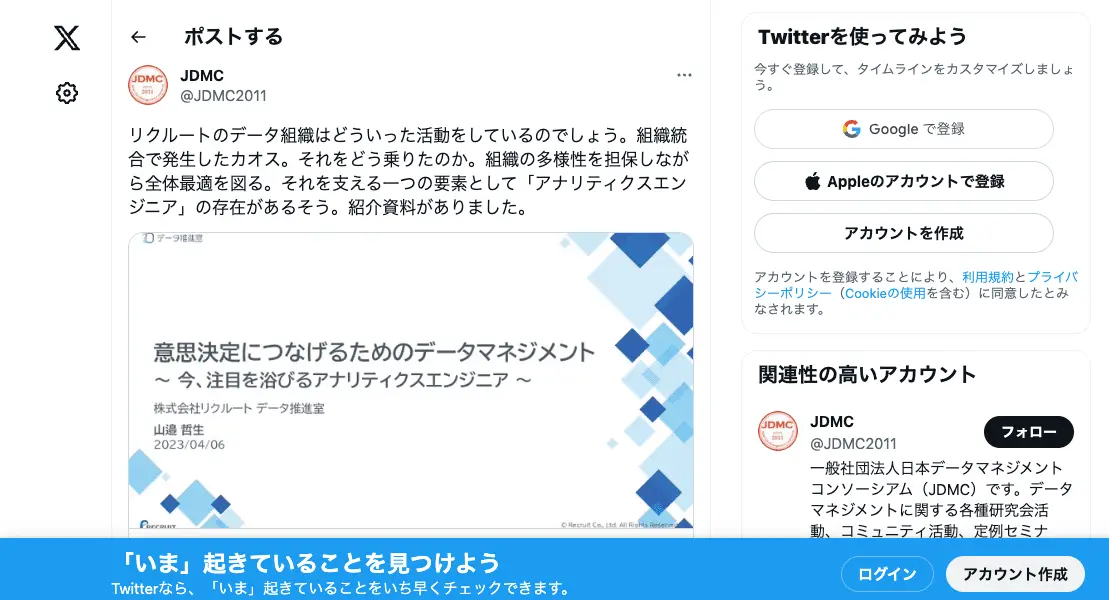 ポストする
JDMC
@JDMC2011
リクルートのデータ組織はどういった活動をしているのでしょう。組織統
合で発生したカオス。それをどう乗りたのか。組織の多様性を担保しなが
ら全体最適を図る。それを支える一つの要素として「アナリティクスエン
ジニア」の存在があるそう。紹介資料がありました。
JDMC
2011
データ推進室
意思決定につなげるためのデータマネジメント
～ 今、注目を浴びるアナリティクスエンジニア ～
株式会社リクルート データ推進室
山邉 哲生
2023/04/06
RECRUIT
© Recruit Co., Ltd. All Rights Reserved
Twitterを使ってみよう
今すぐ登録して、タイムラインをカスタマイズしましょ
う。
Google で登録
Appleのアカウントで登録
アカウントを作成
アカウントを登録することにより、利用規約とプライバ
シーポリシー（Cookieの使用を含む）に同意したとみ
なされます。
関連性の高いアカウント
JDMC
2011
JDMC
@JDMC2011
フォロー
一般社団法人日本データマネジメント
コンソーシアム（JDMC）です。データ
マネジメントに関する各種研究会活
動、コミュニティ活動、定例セミナ
「いま」起きていることを見つけよう
Twitterなら、「いま」起きていることをいち早くチェックできます。
ログイン
アカウント作成